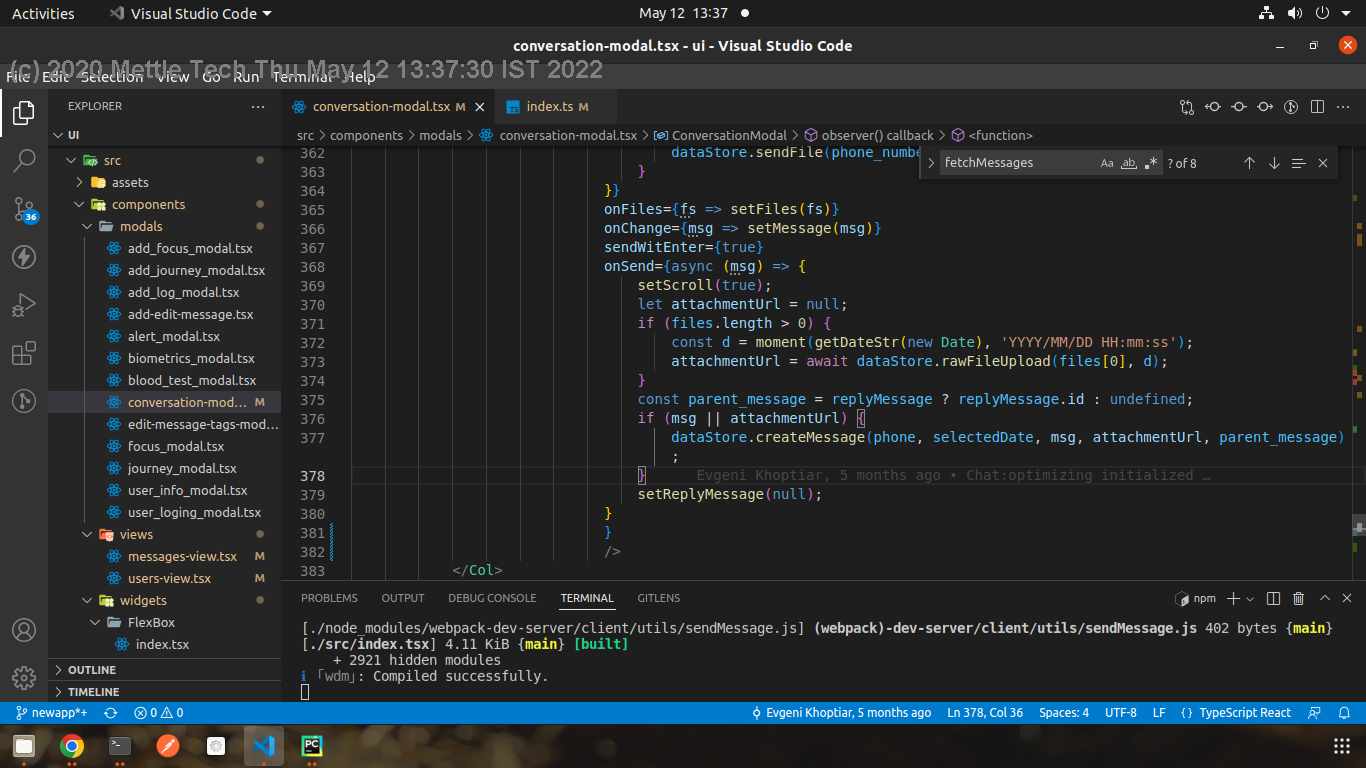 Activities
Visual Studio Code
May 12 13:37
conversation-modal.tsx - ui - Visual Studio Code
(c) 2020 Mettle Tech Thu May 12 13:37:30 IST 2022
File Edit Selection View Go Run Terminal Help
EXPLORER
conversation-modal.tsx M
TS index.ts M
UI
src > components > modals > conversation-modal.tsx > ConversationModal > observer() callback > <function>
src
assets
components
modals
add_focus_modal.tsx
add_journey_modal.tsx
add_log_modal.tsx
add-edit-message.tsx
alert_modal.tsx
biometrics_modal.tsx
blood_test_modal.tsx
conversation-mod... M
edit-message-tags-mod...
focus_modal.tsx
journey_modal.tsx
user_info_modal.tsx
user_loging_modal.tsx
views
messages-view.tsx M
users-view.tsx M
widgets
FlexBox
index.tsx
OUTLINE
TIMELINE
36
fetchMessages
Aa ab .*
? of 8
362 dataStore.sendFile(phone_numbe
363 }
364 }}
365 onFiles={fs => setFiles(fs)}
366 onChange={msg => setMessage(msg)}
367 sendWitEnter={true}
368 onSend={async (msg) => {
369 setScroll(true);
370 let attachmentUrl = null;
371 if (files.length > 0) {
372 const d = moment(getDateStr(new Date), 'YYYY/MM/DD HH:mm:ss');
373 attachmentUrl = await dataStore.rawFileUpload(files[0], d);
374 }
375 const parent_message = replyMessage ? replyMessage.id : undefined;
376 if (msg || attachmentUrl) {
377 dataStore.createMessage(phone, selectedDate, msg, attachmentUrl, parent_message)
;
378 } Evgeni Khoptiar, 5 months ago • Chat:optimizing initialized …
379 setReplyMessage(null);
380 }
381 }
382 />
383 </Col>
PROBLEMS OUTPUT DEBUG CONSOLE TERMINAL GITLENS
npm
[./node_modules/webpack-dev-server/client/utils/sendMessage.js] (webpack)-dev-server/client/utils/sendMessage.js 402 bytes {main}
[./src/index.tsx] 4.11 KiB {main} [built]
+ 2921 hidden modules
ℹ 「wdm」: Compiled successfully.
newapp*+
0 0
Evgeni Khoptiar, 5 months ago
Ln 378, Col 36
Spaces: 4
UTF-8
LF
{} TypeScript React
PC